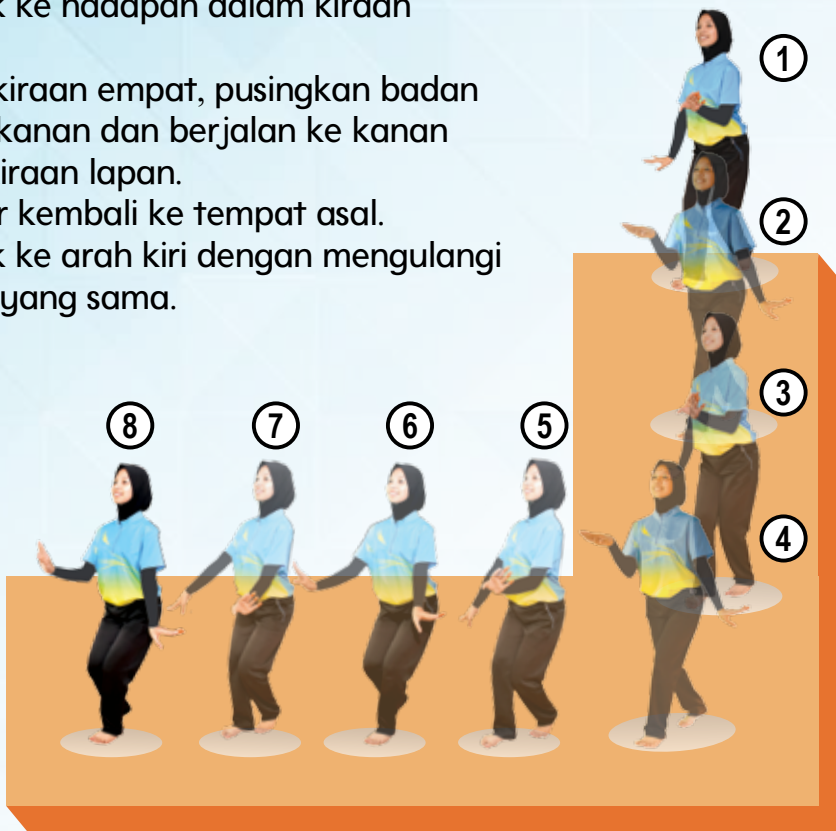 k ke hadapan dalam kiraan
kiraan empat, pusingkan badan
kanan dan berjalan ke kanan
iraan lapan.
r kembali ke tempat asal.
k ke arah kiri dengan mengulangi
yang sama.
1
2
3
8 7 6 5
4